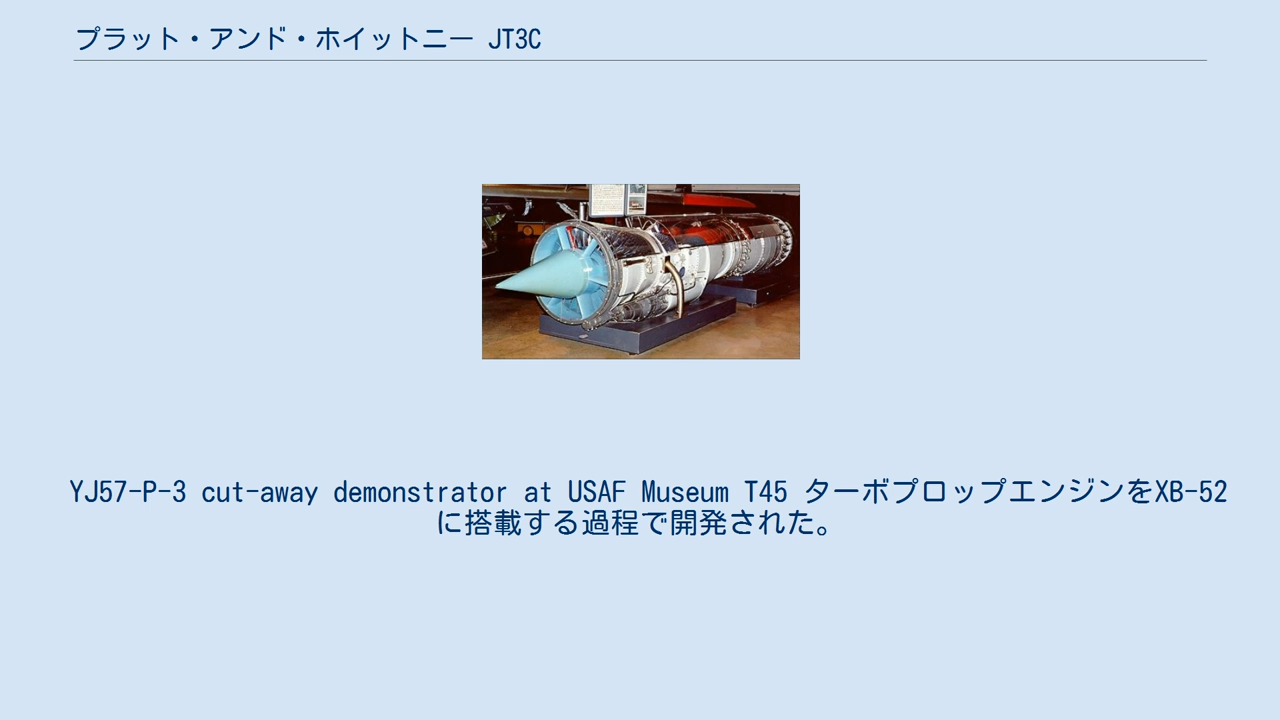 プラット・アンド・ホイットニー JT3C
YJ57-P-3 cut-away demonstrator at USAF Museum T45 ターボプロップエンジンをXB-52
に搭載する過程で開発された。